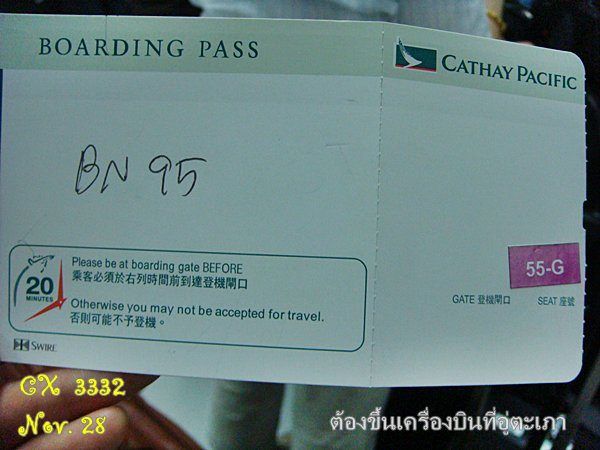 BOARDING PASS
CATHAY PACIFIC
BN 95
20
MINUTES
Please be at boarding gate BEFORE
乘客必須於右列時間前到達登機閘口
Otherwise you may not be accepted for travel.
否則可能不予登機。
55-G
GATE 登機閘口
SEAT 座號
SWIRE
CX 3332
Nov. 28
ต้องขึ้นเครื่องบินที่อู่ตะเภา